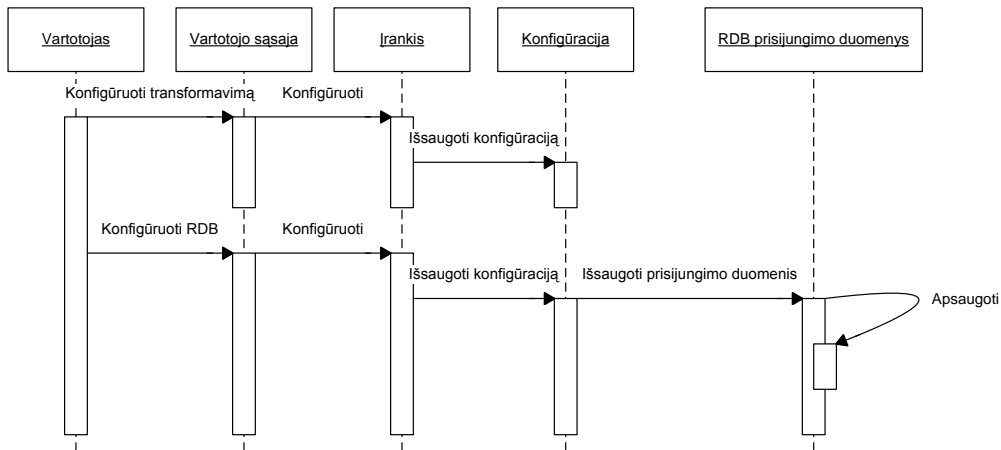 Vartotojas
Vartotojo sąsaja
Įrankis
Konfigūracija
RDB prisijungimo duomenys
Konfigūruoti transformavimą
Konfigūruoti
Išsaugoti konfigūraciją
Konfigūruoti RDB
Konfigūruoti
Išsaugoti konfigūraciją
Išsaugoti prisijungimo duomenis
Apsaugoti